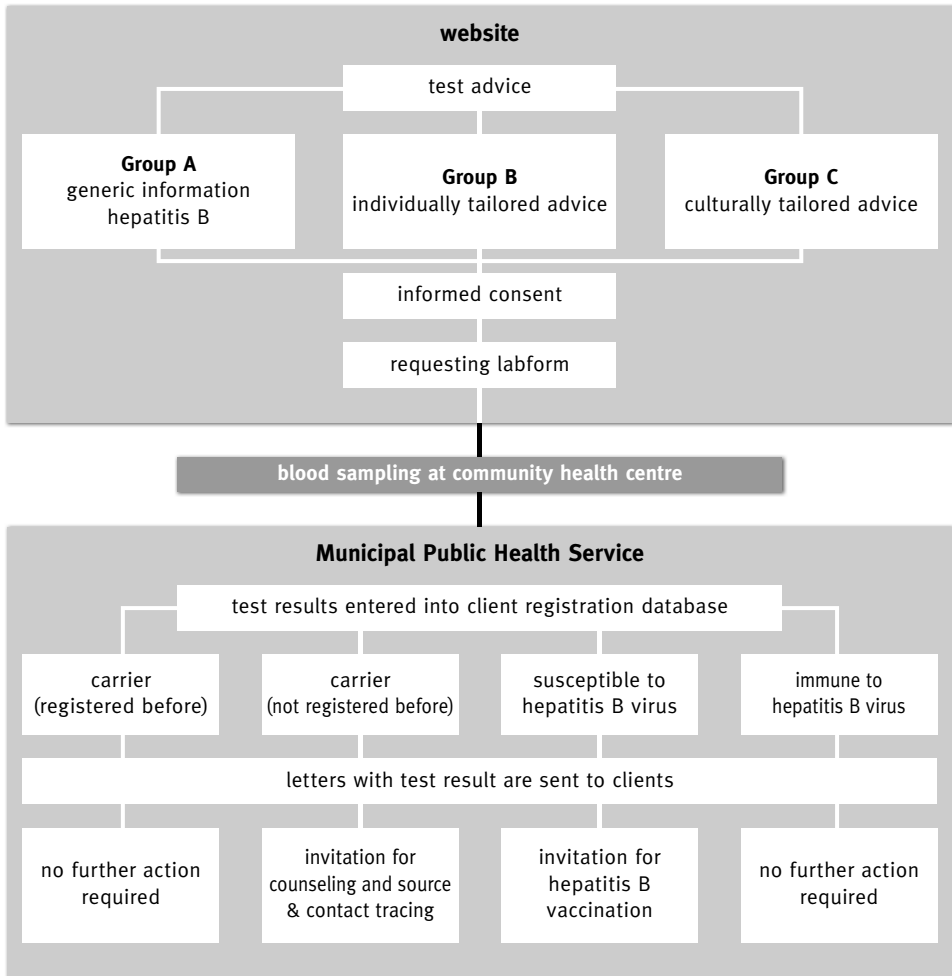 website
test advice
Group A
generic information
hepatitis B
Group B
individually tailored advice
Group C
culturally tailored advice
informed consent
requesting labform
blood sampling at community health centre
Municipal Public Health Service
test results entered into client registration database
carrier
(registered before)
carrier
(not registered before)
susceptible to
hepatitis B virus
immune to
hepatitis B virus
letters with test result are sent to clients
no further action
required
invitation for
counseling and source
& contact tracing
invitation for
hepatitis B
vaccination
no further action
required